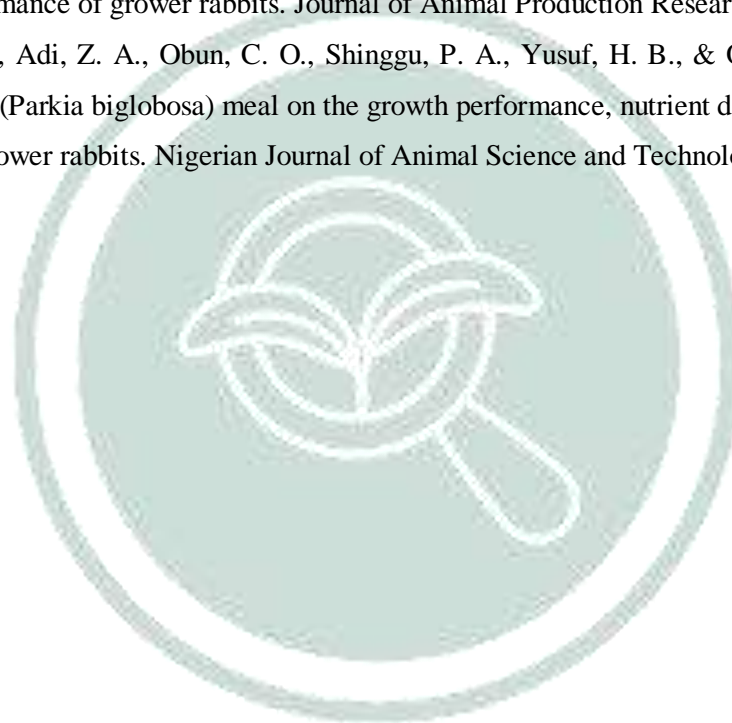 mance of grower rabbits. Journal of Animal Production Resear
, Adi, Z. A., Obun, C. O., Shinggu, P. A., Yusuf, H. B., &
(Parkia biglobosa) meal on the growth performance, nutrient d
ower rabbits. Nigerian Journal of Animal Science and Technolo